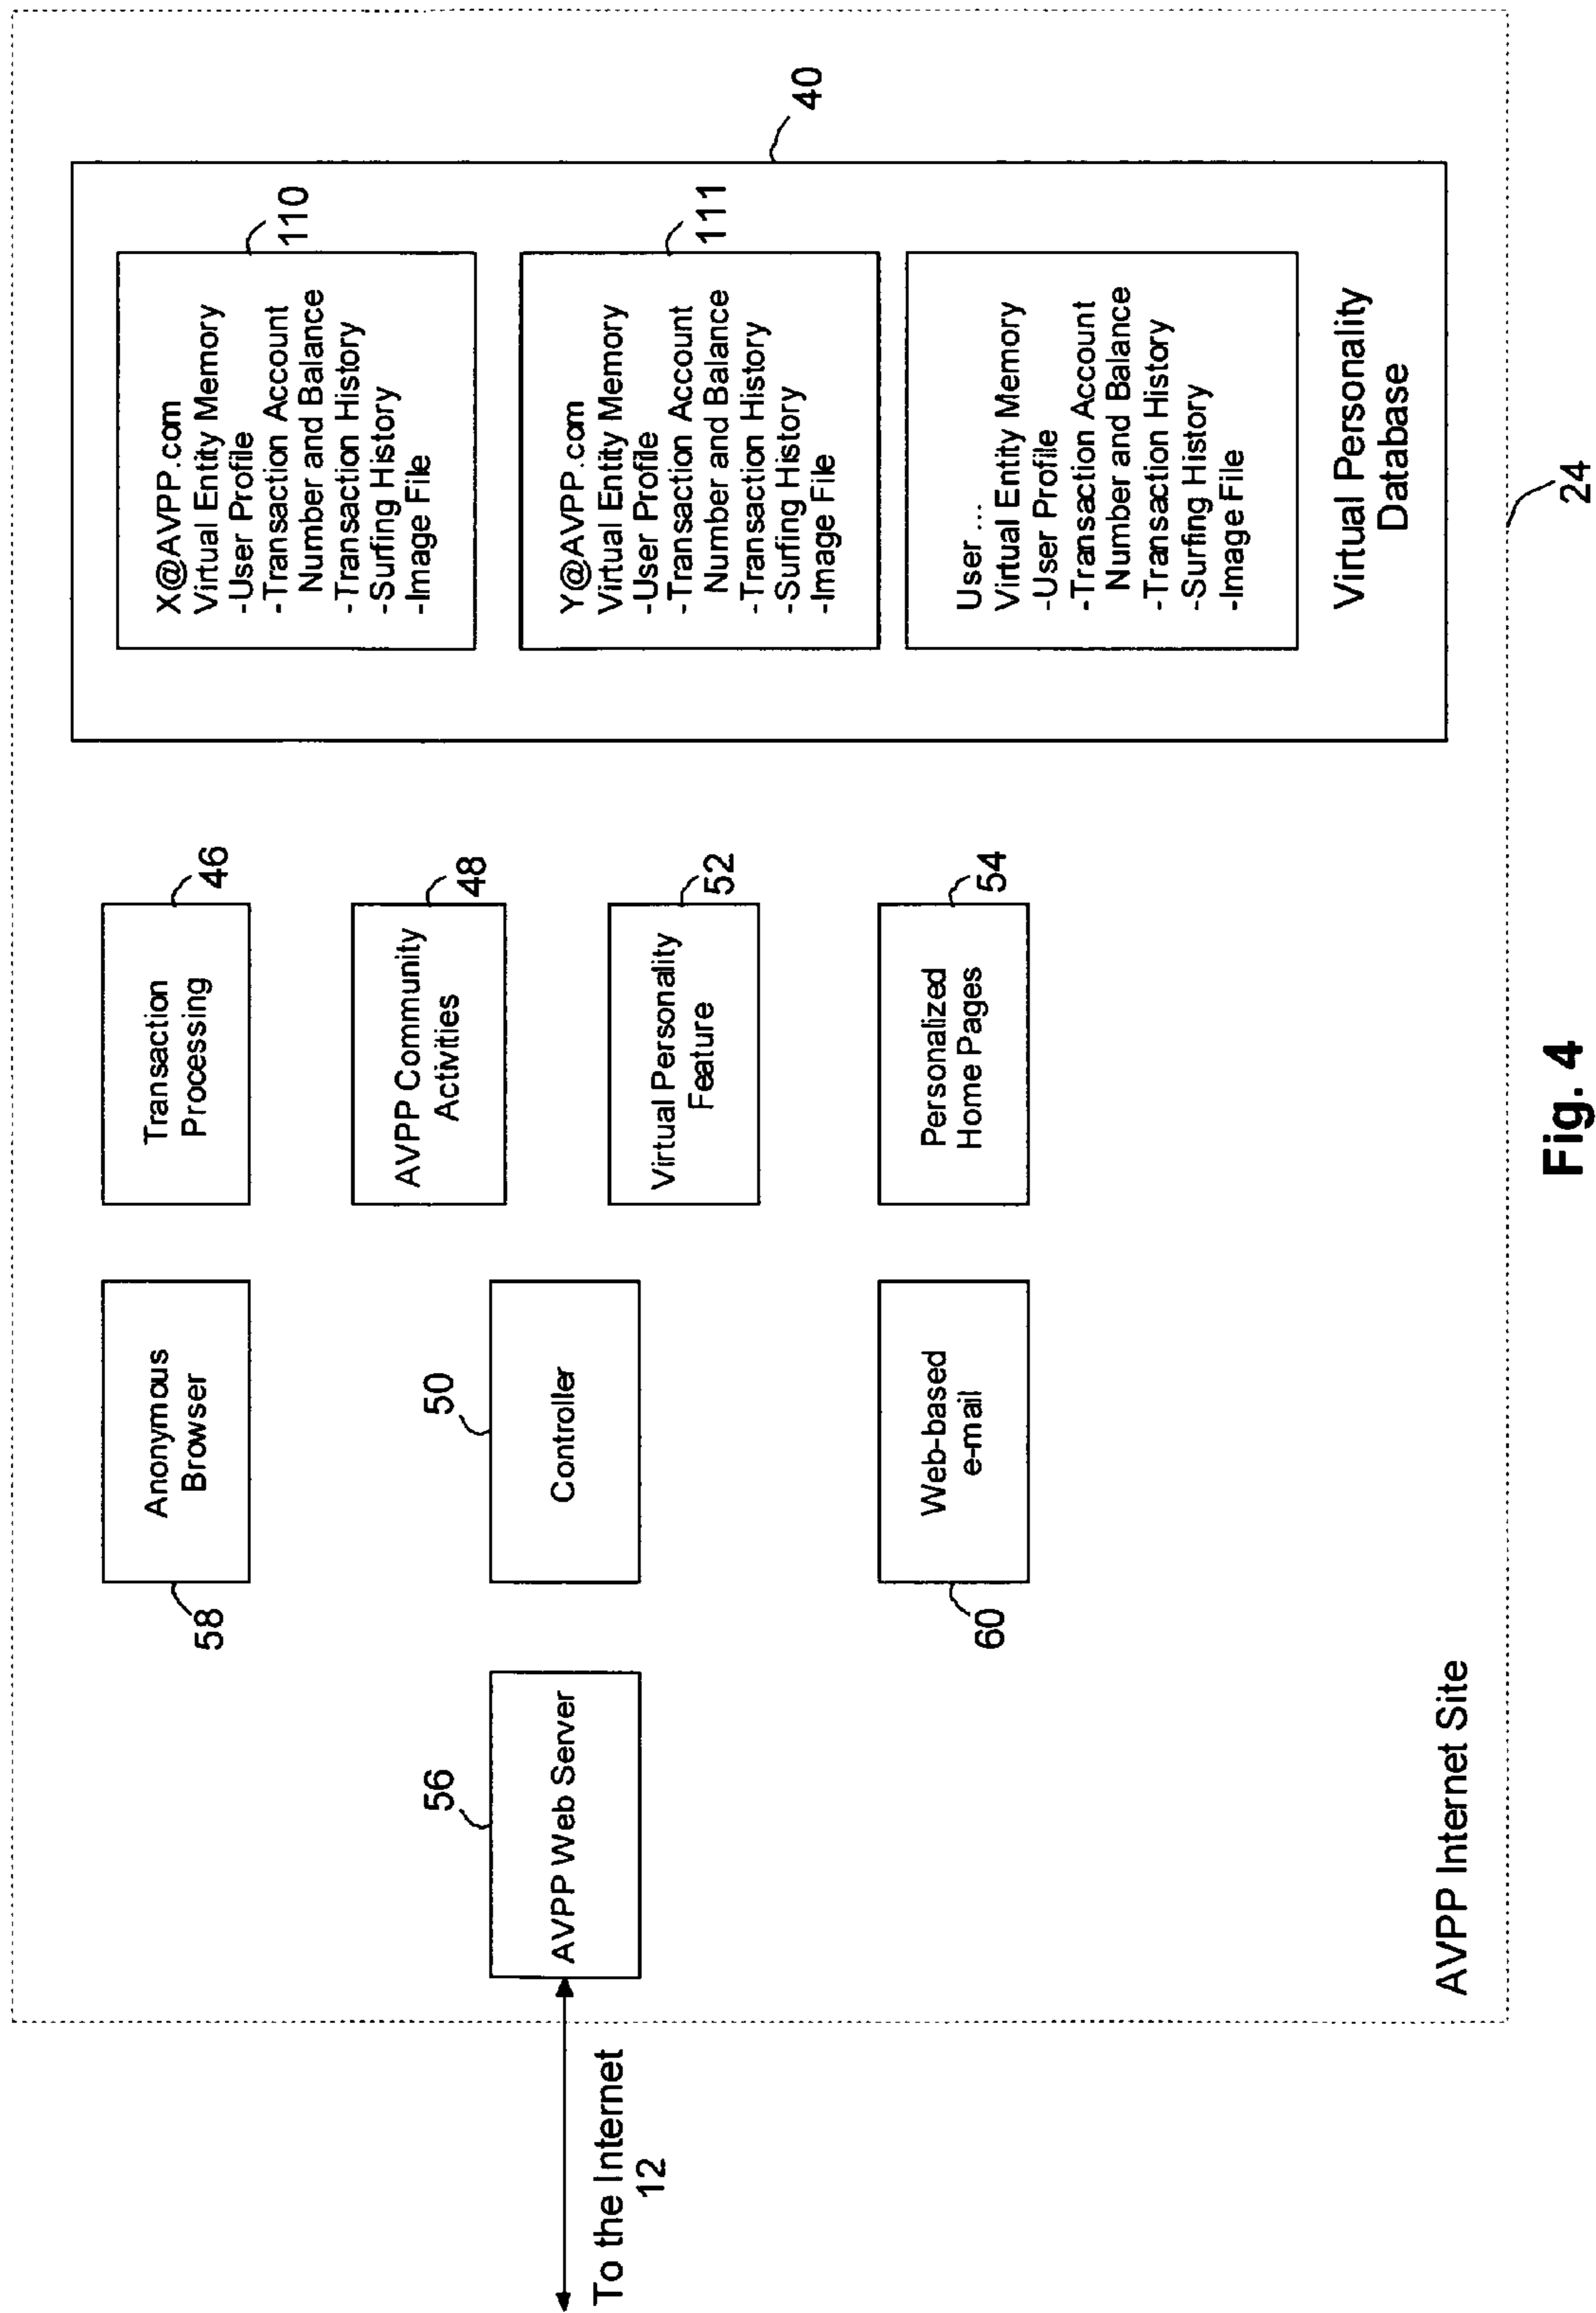 To the Internet
12
56
AVPP Web Server
AVPP Internet Site
58
Anonymous
Browser
50
Controller
60
Web-based
e-mail
Transaction
Processing
46
AVPP Community
Activities
48
Virtual Personality
Feature
52
Personalized
Home Pages
54
X@AVPP.com
Virtual Entity Memory
-User Profile
-Transaction Account
Number and Balance
-Transaction History
-Surfing History
-Image File
110
Y@AVPP.com
Virtual Entity Memory
-User Profile
-Transaction Account
Number and Balance
-Transaction History
-Surfing History
-Image File
111
User ...
Virtual Entity Memory
-User Profile
-Transaction Account
Number and Balance
-Transaction History
-Surfing History
-Image File
Virtual Personality
Database
40
24
Fig. 4